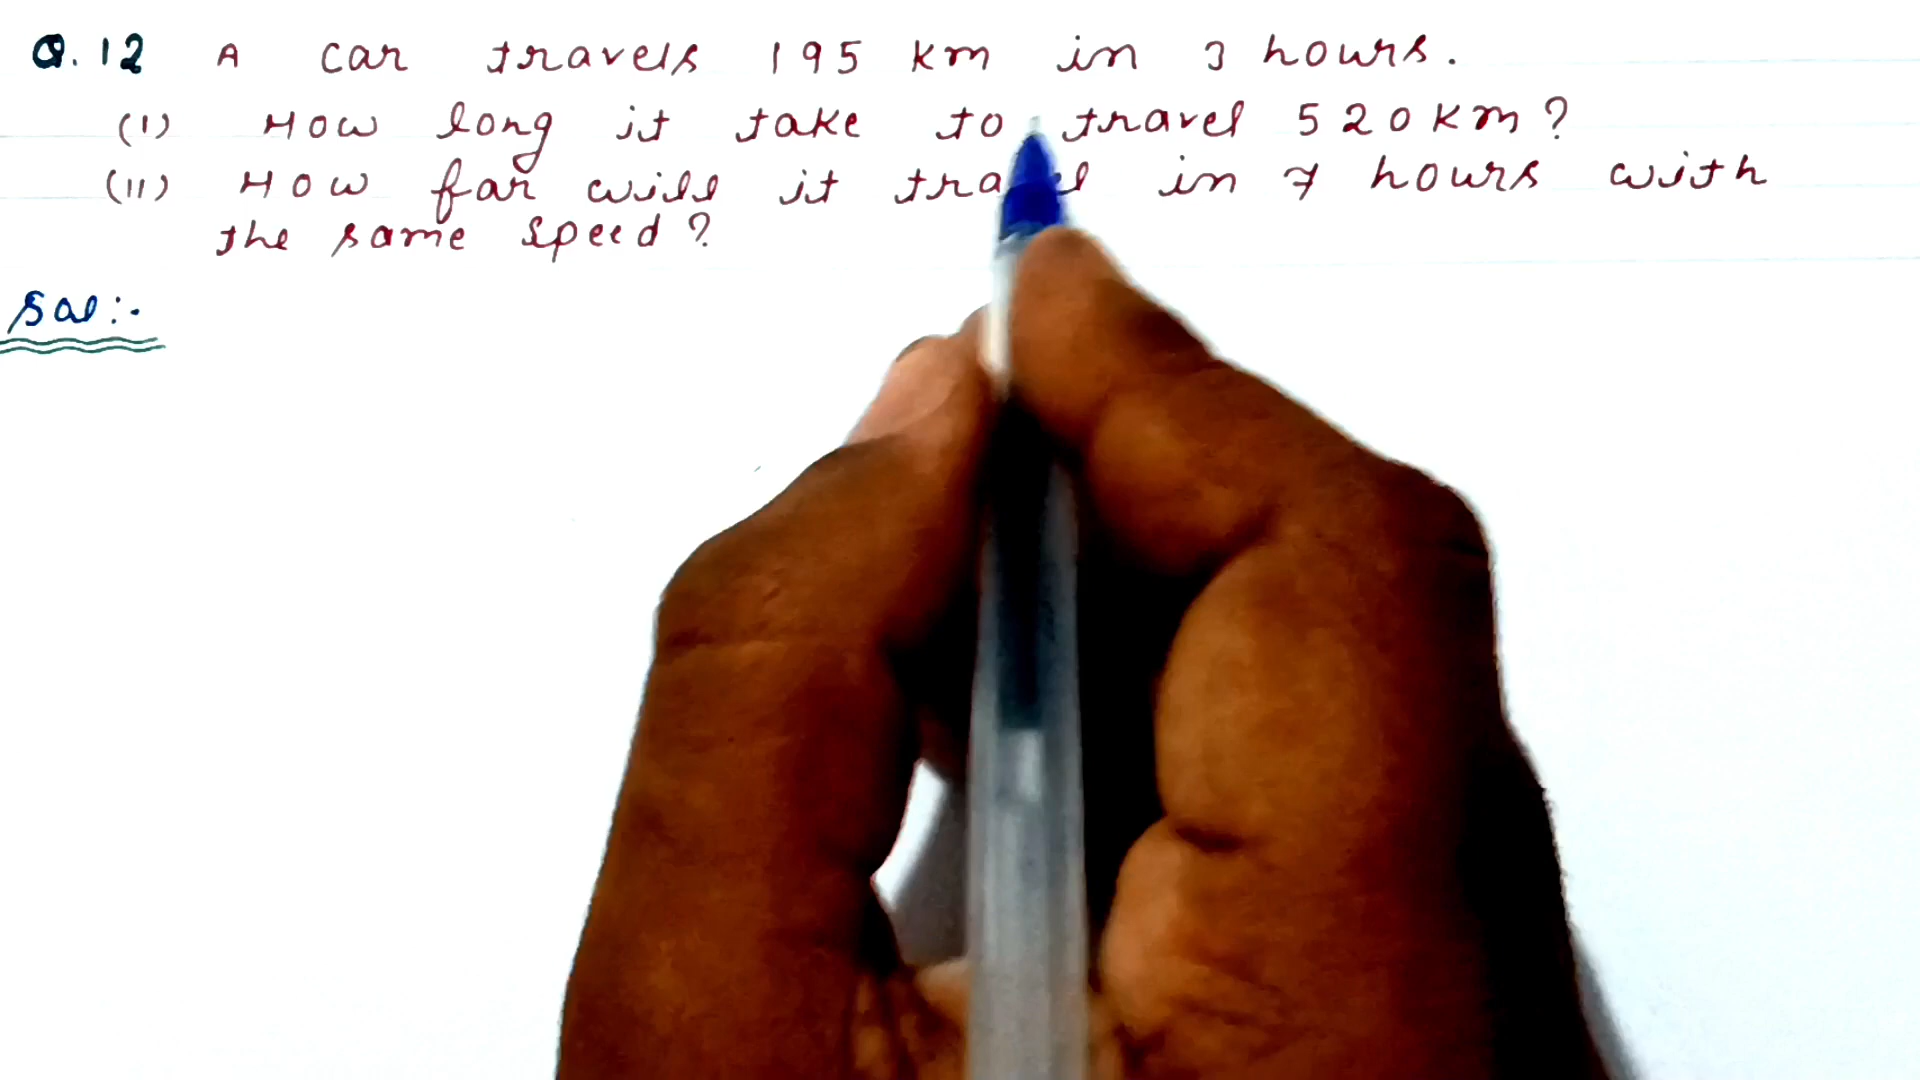 Q.12 A car travels 195 km in 3 hours.
(I) How long it take to travel 520 km?
(II) How far will it travel in 7 hours with
the same speed?
Sol:-